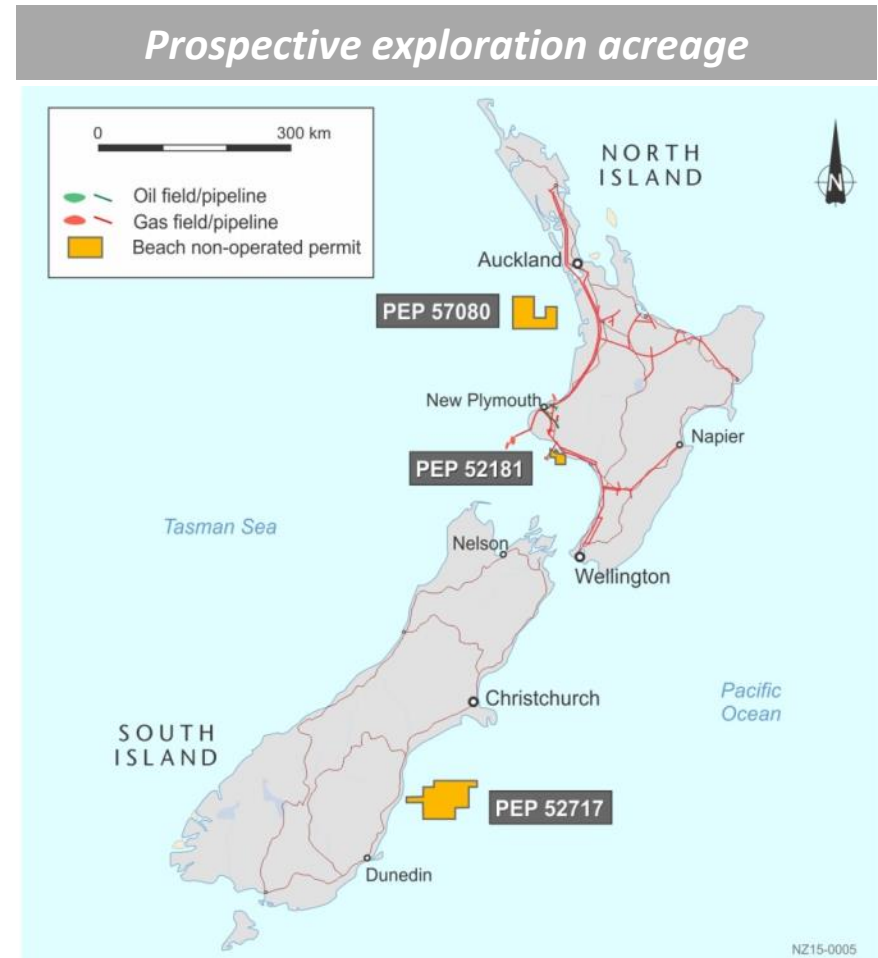 Prospective exploration acreage
0 300 km
Oil field/pipeline
Gas field/pipeline
Beach non-operated permit
NORTH
ISLAND
N
Auckland
PEP 57080
New Plymouth
Napier
PEP 52181
Tasman Sea
Nelson
Wellington
Christchurch
Pacific
Ocean
SOUTH
ISLAND
PEP 52717
Dunedin
NZ15-0005